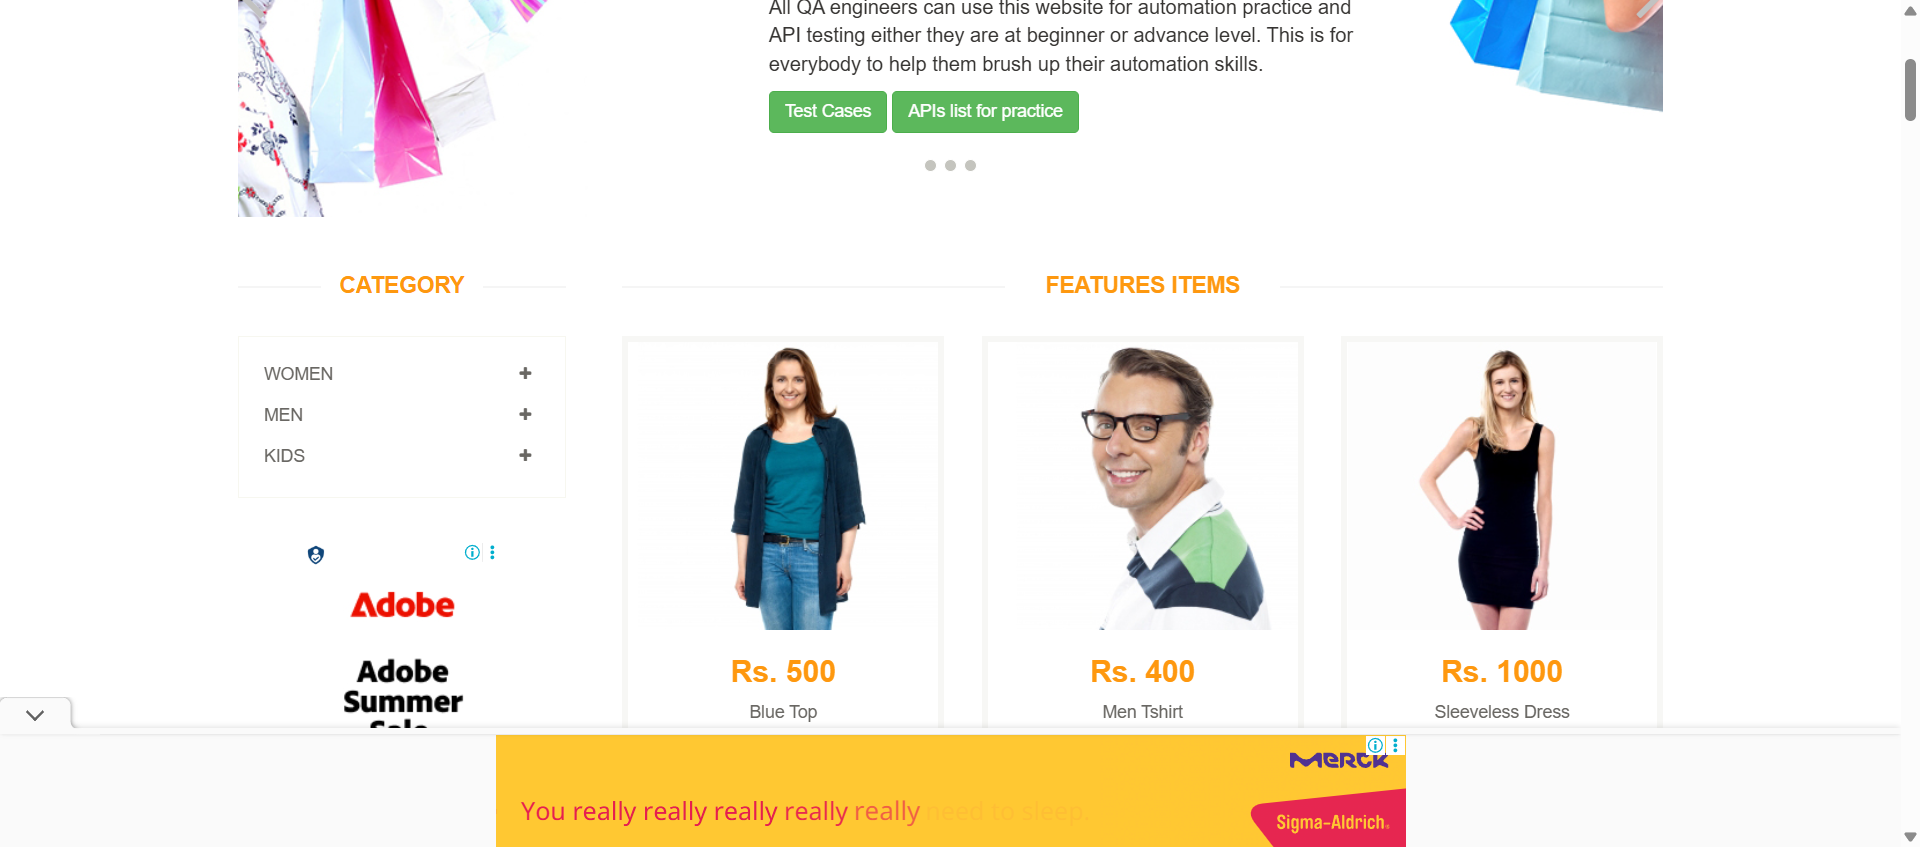 All QA engineers can use this website for automation practice and
API testing either they are at beginner or advance level. This is for
everybody to help them brush up their automation skills.
Test Cases
APIs list for practice
CATEGORY
FEATURES ITEMS
WOMEN
MEN
KIDS
Adobe
Adobe
Summer
Sale
Rs. 500
Rs. 400
Rs. 1000
Blue Top
Men Tshirt
Sleeveless Dress
MERCK
You really really really really really need to sleep.
Sigma-Aldrich®